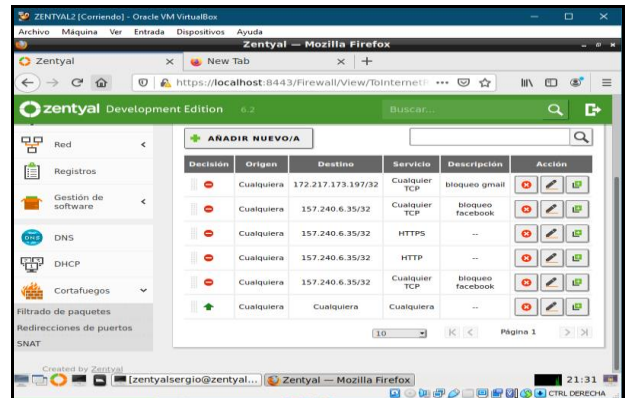 ZENTYAL2 [Corriendo] - Oracle VM VirtualBox
Archivo Máquina Ver Entrada Dispositivos Ayuda
Zentyal — Mozilla Firefox
Zentyal
New Tab
https://localhost:8443/Firewall/View/ToInternetR
zentyal Development Edition 6.2
Buscar...
AÑADIR NUEVO/A
Red
Registros
Gestión de software
DNS
DHCP
Cortafuegos
Filtrado de paquetes
Redirecciones de puertos
SNAT
Created by Zentyal
Decisión Origen Destino Servicio Descripción Acción
Cualquiera 172.217.173.197/32 Cualquier TCP bloqueo gmail
Cualquiera 157.240.6.35/32 Cualquier TCP bloqueo facebook
Cualquiera 157.240.6.35/32 HTTPS --
Cualquiera 157.240.6.35/32 HTTP --
Cualquiera 157.240.6.35/32 Cualquier TCP bloqueo facebook
Cualquiera Cualquiera Cualquiera --
10 Página 1
[zentyalsergio@zentyal... Zentyal — Mozilla Firefox 21:31
CTRL DERECHA